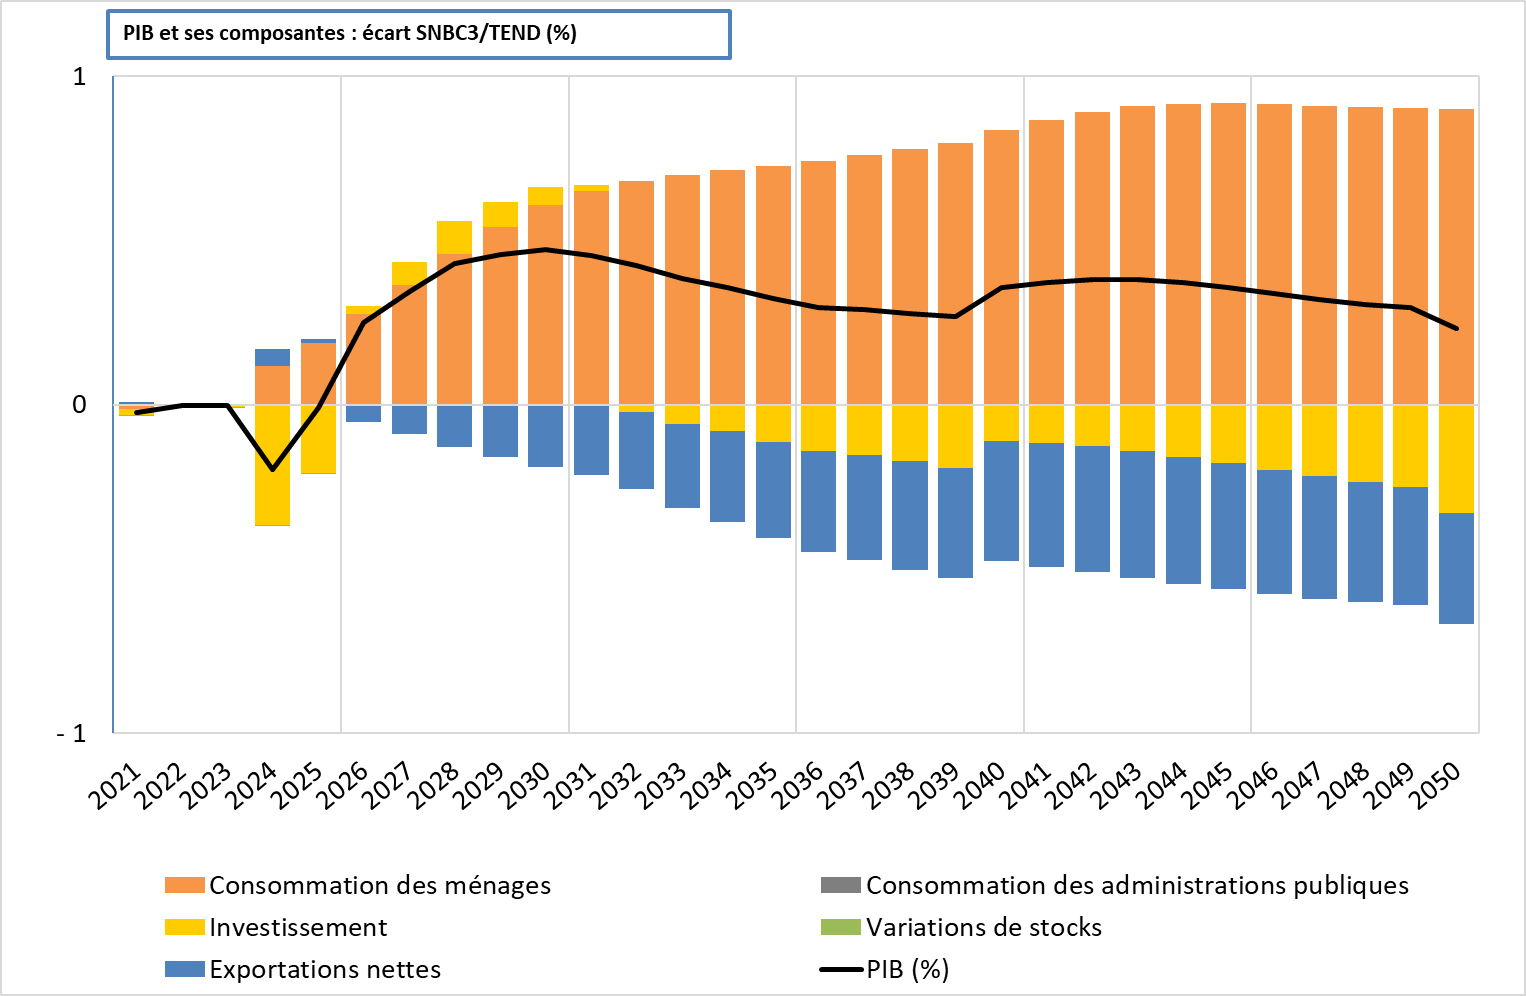 PIB et ses composantes : écart SNBC3/TEND (%)
1
0
- 1
2021 2022 2023 2024 2025 2026 2027 2028 2029 2030 2031 2032 2033 2034 2035 2036 2037 2038 2039 2040 2041 2042 2043 2044 2045 2046 2047 2048 2049 2050
Consommation des ménages
Consommation des administrations publiques
Investissement
Variations de stocks
Exportations nettes
PIB (%)